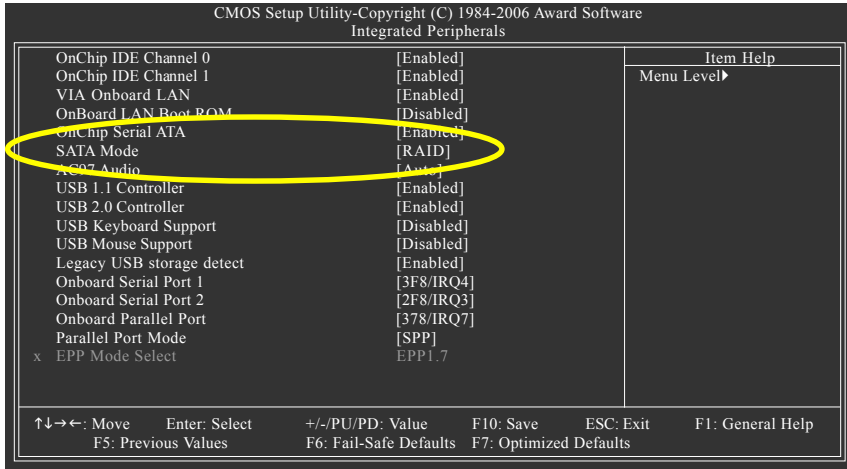 CMOS Setup Utility-Copyright (C) 1984-2006 Award Software
Integrated Peripherals
OnChip IDE Channel 0 [Enabled] Item Help
OnChip IDE Channel 1 [Enabled] Menu Level▶
VIA Onboard LAN [Enabled]
OnBoard LAN Boot ROM [Disabled]
OnChip Serial ATA [Enabled]
SATA Mode [RAID]
AC97 Audio [Auto]
USB 1.1 Controller [Enabled]
USB 2.0 Controller [Enabled]
USB Keyboard Support [Disabled]
USB Mouse Support [Disabled]
Legacy USB storage detect [Enabled]
Onboard Serial Port 1 [3F8/IRQ4]
Onboard Serial Port 2 [2F8/IRQ3]
Onboard Parallel Port [378/IRQ7]
Parallel Port Mode [SPP]
x EPP Mode Select EPP1.7
↑↓→←: Move Enter: Select +/-/PU/PD: Value F10: Save ESC: Exit F1: General Help
F5: Previous Values F6: Fail-Safe Defaults F7: Optimized Defaults